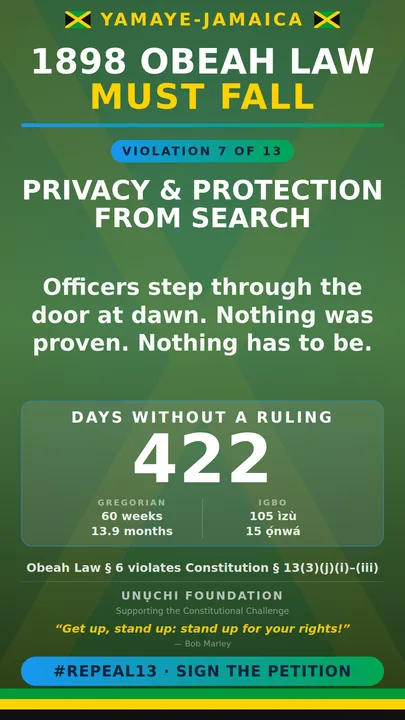 YAMAYE-JAMAICA
1898 OBEAH LAW
MUST FALL
VIOLATION 7 OF 13
PRIVACY & PROTECTION
FROM SEARCH
Officers step through the
door at dawn. Nothing was
proven. Nothing has to be.
DAYS WITHOUT A RULING
422
GREGORIAN
60 weeks
13.9 months
IGBO
105 ìzù
15 ọ́nwá
Obeah Law § 6 violates Constitution § 13(3)(j)(i)–(iii)
UNỤCHI FOUNDATION
Supporting the Constitutional Challenge
“Get up, stand up: stand up for your rights!”
— Bob Marley
#REPEAL13 · SIGN THE PETITION